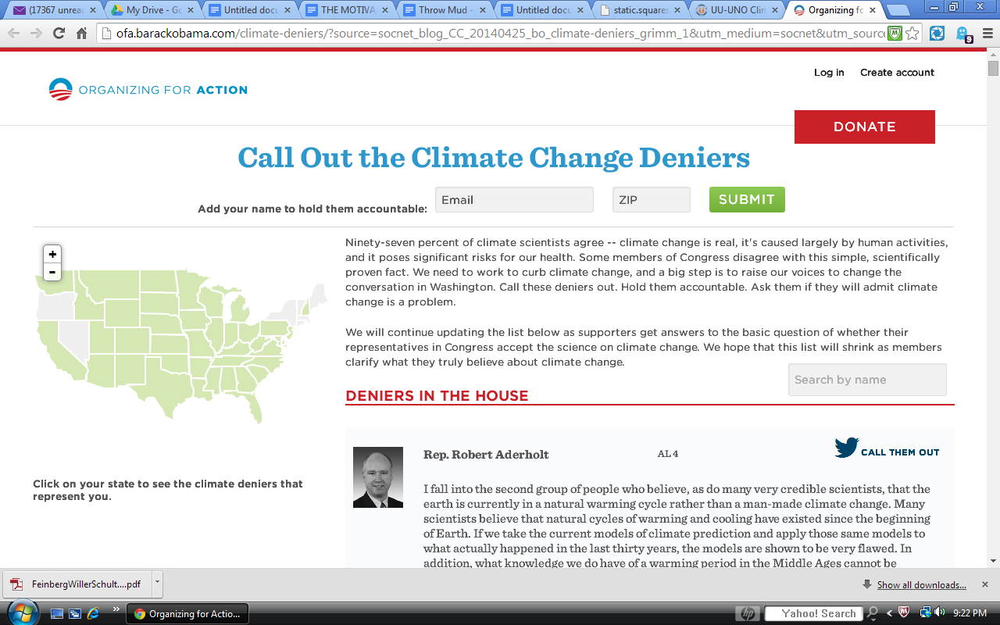 (17367 unread
My Drive - Go
Untitled docu
THE MOTIVA
Throw Mud -
Untitled docu
static.squares
UU-UNO Clin
Organizing fo
ofa.barackobama.com/climate-deniers/?source=socnet_blog_CC_20140425_bo_climate-deniers_grimm_1&utm_medium=socnet&utm_source
9
Log in Create account
ORGANIZING FOR ACTION
DONATE
Call Out the Climate Change Deniers
Add your name to hold them accountable: Email ZIP SUBMIT
+
-
Ninety-seven percent of climate scientists agree -- climate change is real, it's caused largely by human activities,
and it poses significant risks for our health. Some members of Congress disagree with this simple, scientifically
proven fact. We need to work to curb climate change, and a big step is to raise our voices to change the
conversation in Washington. Call these deniers out. Hold them accountable. Ask them if they will admit climate
change is a problem.
We will continue updating the list below as supporters get answers to the basic question of whether their
representatives in Congress accept the science on climate change. We hope that this list will shrink as members
clarify what they truly believe about climate change.
Search by name
DENIERS IN THE HOUSE
Rep. Robert Aderholt AL 4 CALL THEM OUT
I fall into the second group of people who believe, as do many very credible scientists, that the
earth is currently in a natural warming cycle rather than a man-made climate change. Many
scientists believe that natural cycles of warming and cooling have existed since the beginning
of Earth. If we take the current models of climate prediction and apply those same models to
what actually happened in the last thirty years, the models are shown to be very flawed. In
addition, what knowledge we do have of a warming period in the Middle Ages cannot be
Click on your state to see the climate deniers that
represent you.
FeinbergWillerSchult....pdf
Show all downloads...
Organizing for Actio...
hp
Yahoo! Search
9:22 PM